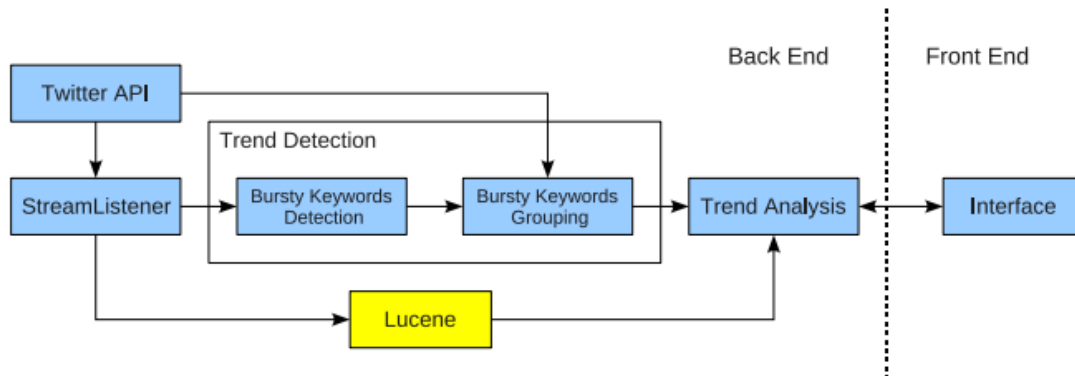 Back End
Front End
Twitter API
Trend Detection
StreamListener
Bursty Keywords
Detection
Bursty Keywords
Grouping
Trend Analysis
Interface
Lucene